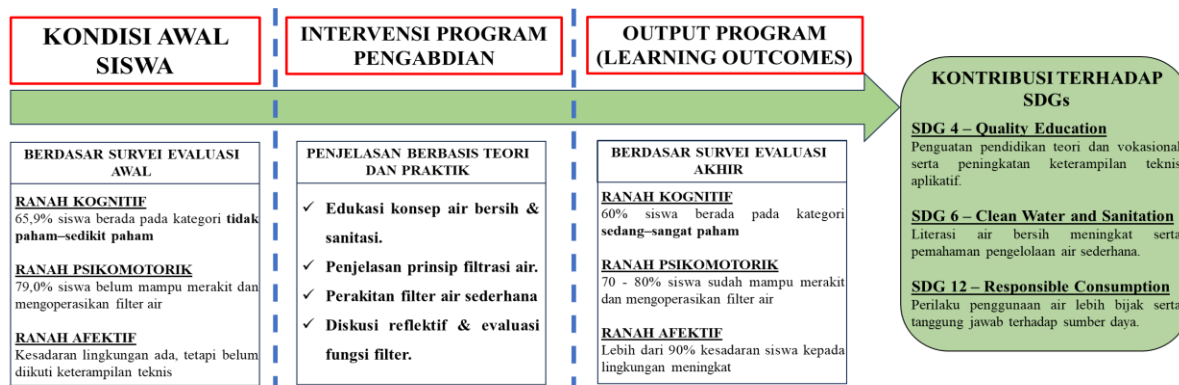 KONDISI AWAL
SISWA
BERDASAR SURVEI EVALUASI
AWAL
RANAH KOGNITIF
65,9% siswa berada pada kategori tidak
paham–sedikit paham
RANAH PSIKOMOTORIK
79,0% siswa belum mampu merakit dan
mengoperasikan filter air
RANAH AFEKTIF
Kesadaran lingkungan ada, tetapi belum
diikuti keterampilan teknis
INTERVENSI PROGRAM
PENGABDIAN
PENJELASAN BERBASIS TEORI
DAN PRAKTIK
✓ Edukasi konsep air bersih &
sanitasi.
✓ Penjelasan prinsip filtrasi air.
✓ Perakitan filter air sederhana
✓ Diskusi reflektif & evaluasi
fungsi filter.
OUTPUT PROGRAM
(LEARNING OUTCOMES)
BERDASAR SURVEI EVALUASI
AKHIR
RANAH KOGNITIF
60% siswa berada pada kategori
sedang–sangat paham
RANAH PSIKOMOTORIK
70 - 80% siswa sudah mampu merakit
dan mengoperasikan filter air
RANAH AFEKTIF
Lebih dari 90% kesadaran siswa kepada
lingkungan meningkat
KONTRIBUSI TERHADAP
SDGs
SDG 4 – Quality Education
Penguatan pendidikan teori dan vokasional
serta peningkatan keterampilan teknis
aplikatif.
SDG 6 – Clean Water and Sanitation
Literasi air bersih meningkat serta
pemahaman pengelolaan air sederhana.
SDG 12 – Responsible Consumption
Perilaku penggunaan air lebih bijak serta
tanggung jawab terhadap sumber daya.